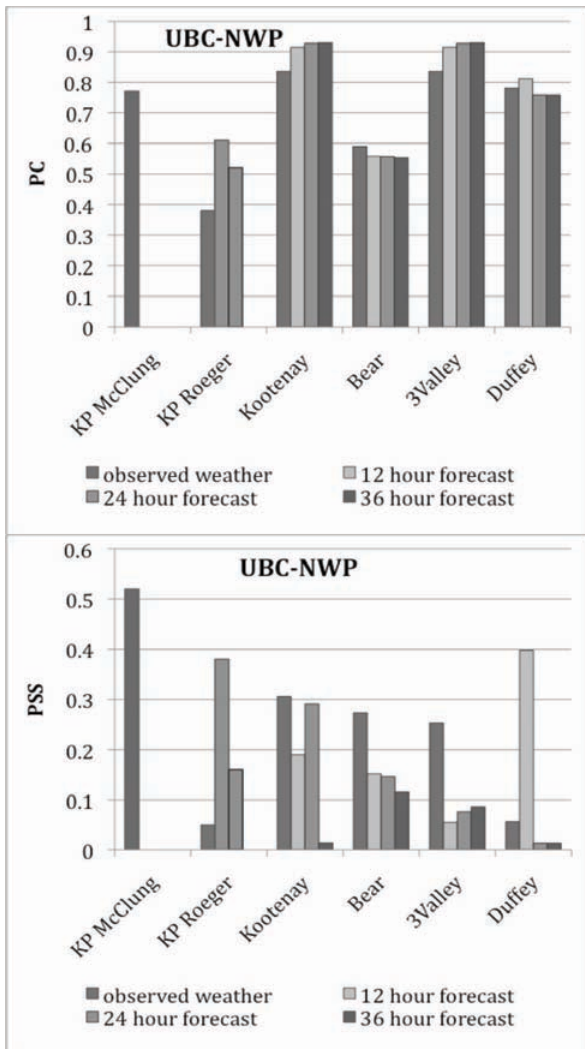 UBC-NWP
1
0.9
0.8
0.7
0.6
0.5
0.4
0.3
0.2
0.1
0
PC
KP McClung
KP Roeger
Kootenay
Bear
3Valley
Duffey
observed weather
12 hour forecast
24 hour forecast
36 hour forecast
UBC-NWP
0.6
0.5
0.4
0.3
0.2
0.1
0
PSS
KP McClung
KP Roeger
Kootenay
Bear
3Valley
Duffey
observed weather
12 hour forecast
24 hour forecast
36 hour forecast